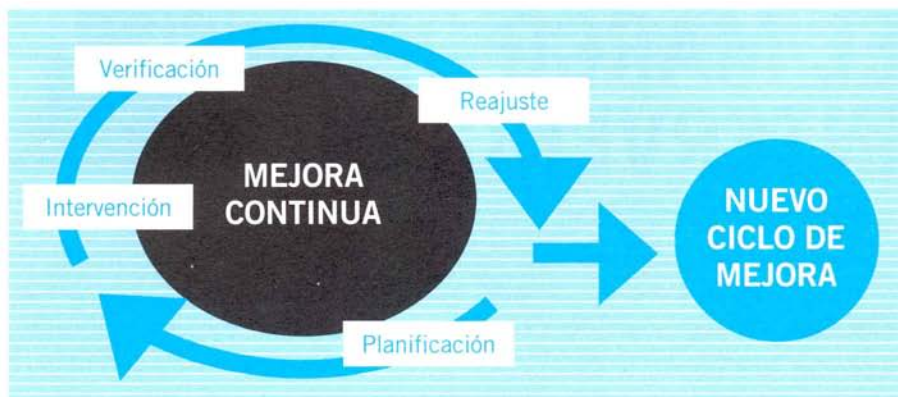 Verificación
Reajuste
MEJORA
CONTINUA
Intervención
NUEVO
CICLO DE
MEJORA
Planificación